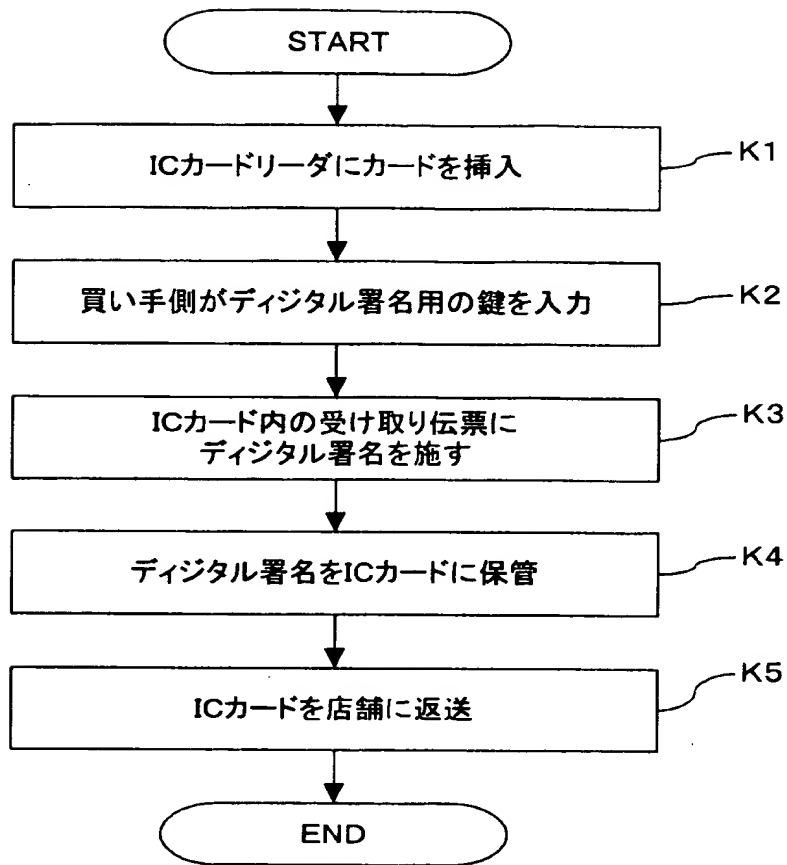 START
ICカードリーダにカードを挿入
K1
買い手側がディジタル署名用の鍵を入力
K2
ICカード内の受け取り伝票に
ディジタル署名を施す
K3
ディジタル署名をICカードに保管
K4
ICカードを店舗に返送
K5
END